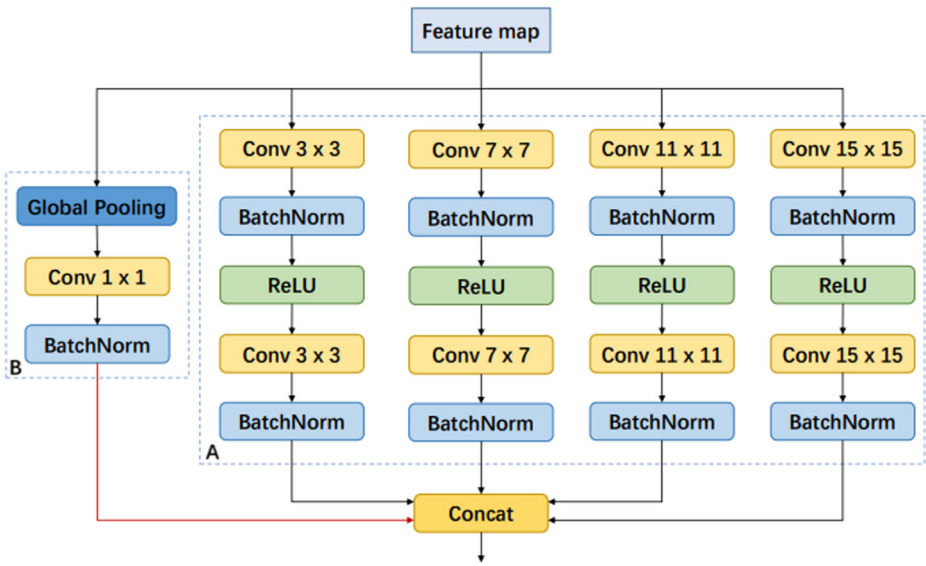 Feature map
Conv 3 x 3
Conv 7 x 7
Conv 11 x 11
Conv 15 x 15
Global Pooling
BatchNorm
BatchNorm
BatchNorm
BatchNorm
Conv 1 x 1
ReLU
ReLU
ReLU
ReLU
BatchNorm
Conv 3 x 3
Conv 7 x 7
Conv 11 x 11
Conv 15 x 15
B
BatchNorm
BatchNorm
BatchNorm
BatchNorm
A
Concat